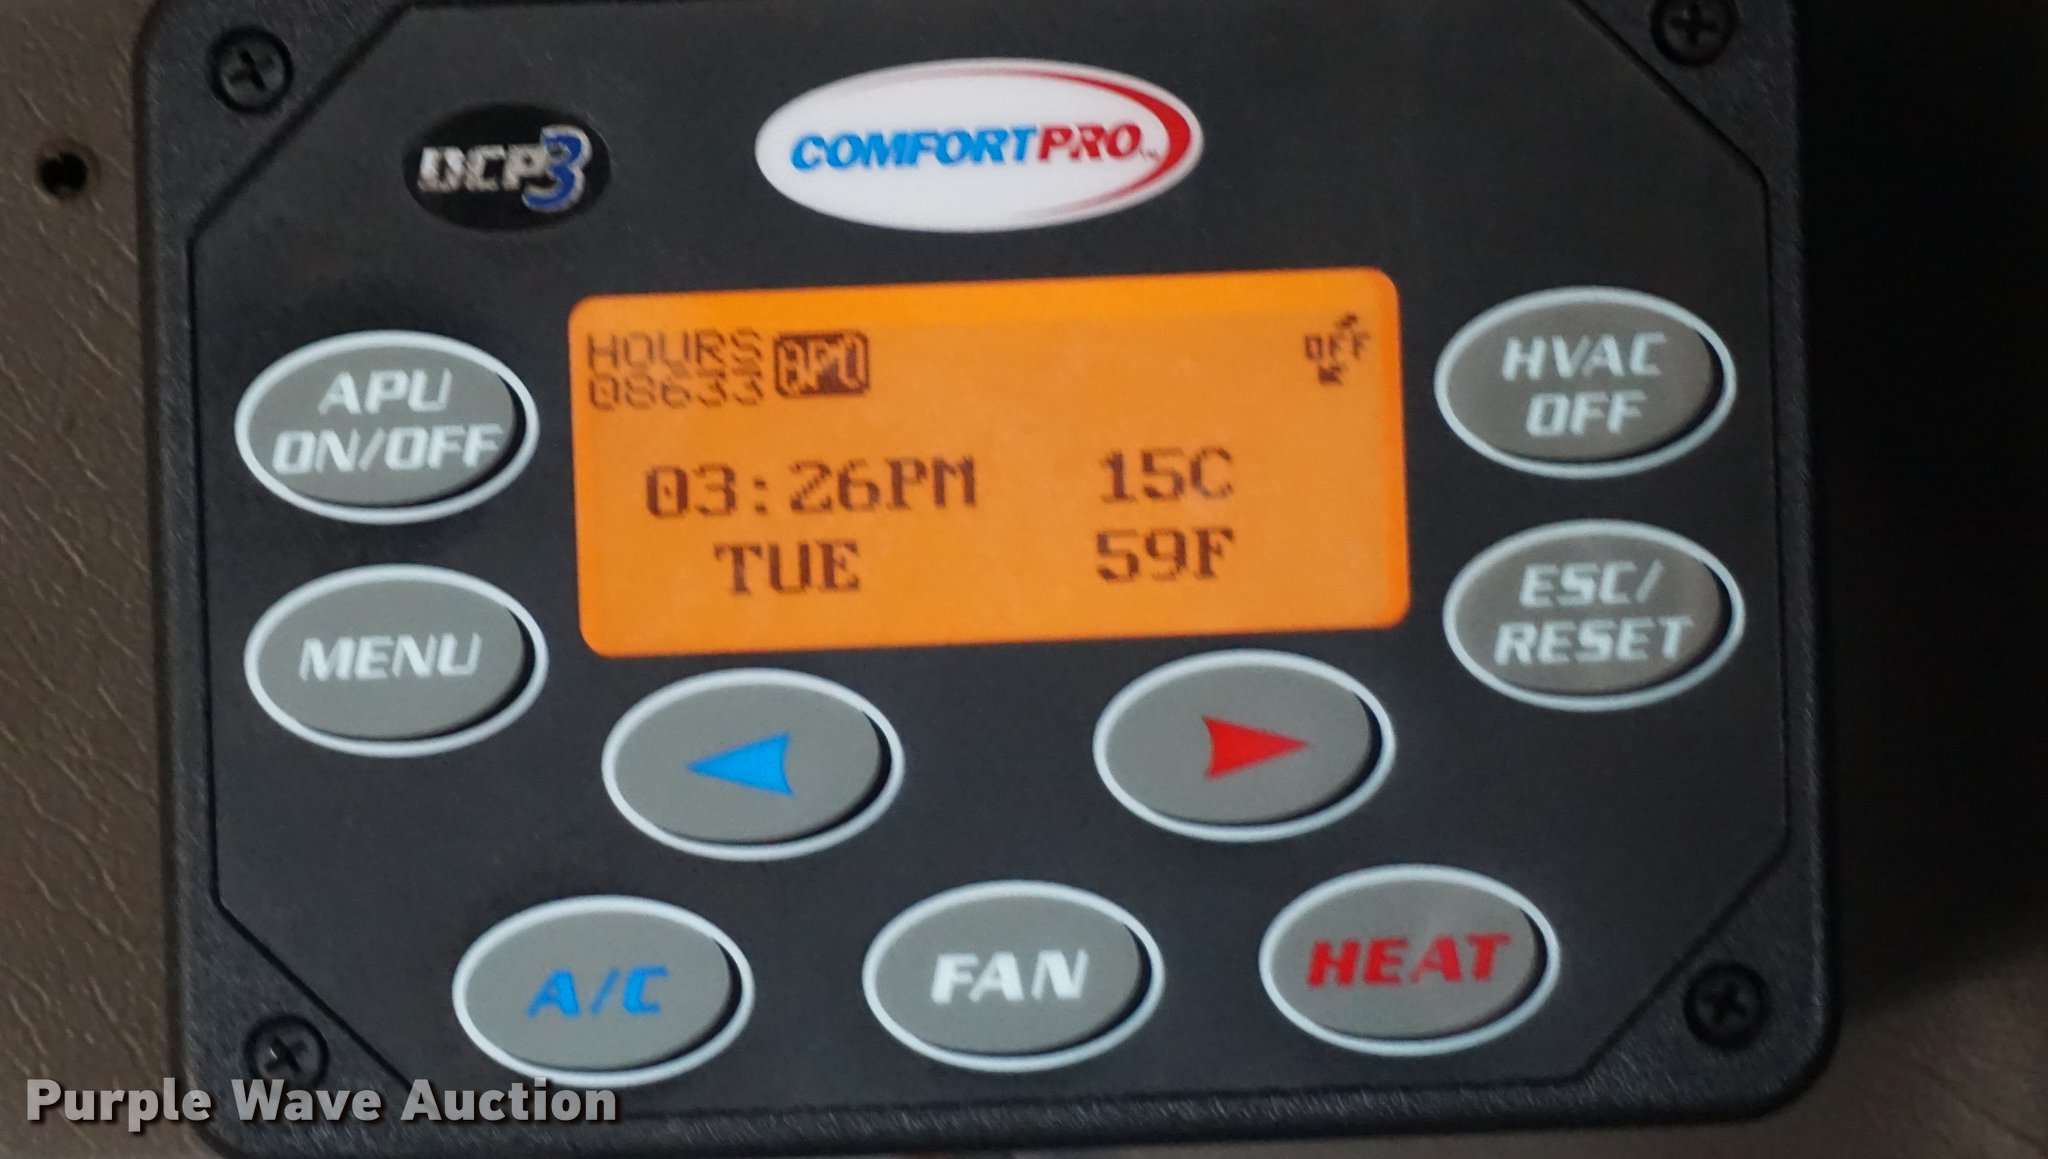 DCP3
COMFORTPRO™
HOURS APU
08633
OFF
03:26PM 15C
TUE 59F
APU
ON/OFF
HVAC
OFF
MENU
ESC/
RESET
A/C
FAN
HEAT
Purple Wave Auction